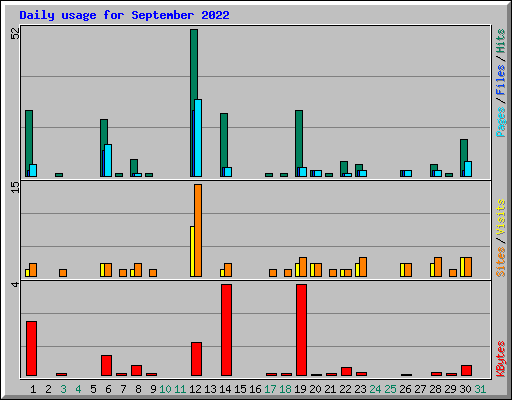 Daily usage for September 2022
52
15
4
Pages / Files / Hits
Sites / Visits
KBytes
1 2 3 4 5 6 7 8 9 10 11 12 13 14 15 16 17 18 19 20 21 22 23 24 25 26 27 28 29 30 31